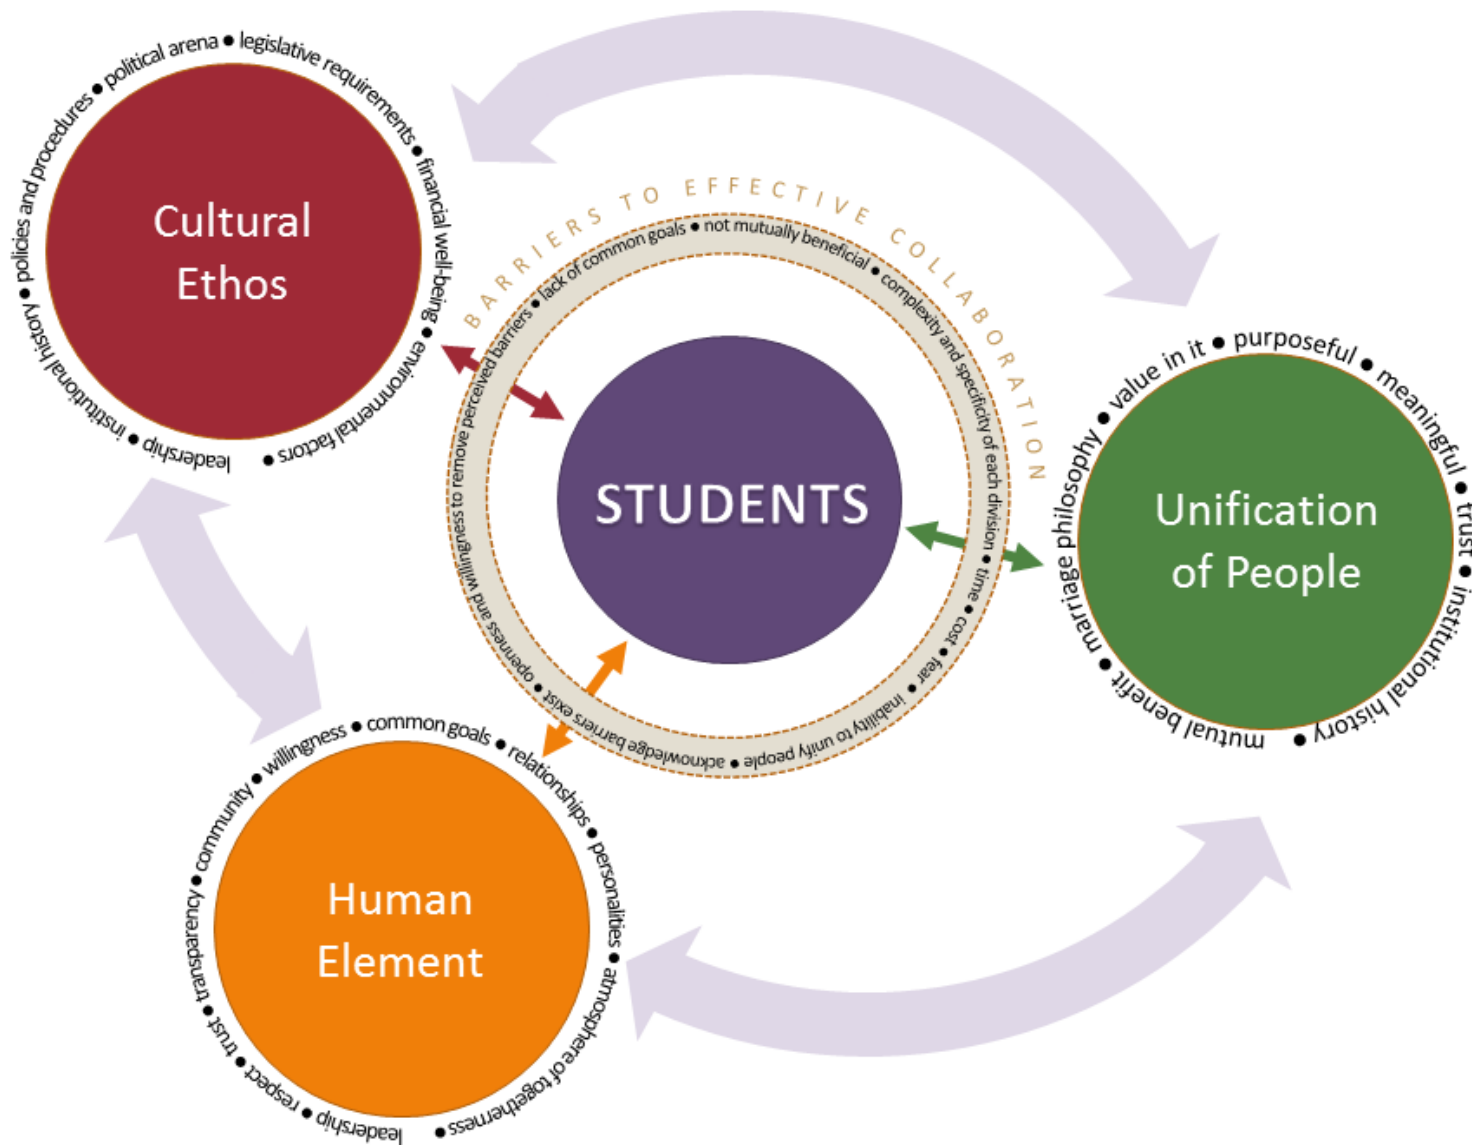 leadership ● institutional history ● policies and procedures ● political arena ● legislative requirements ● financial well-being ● environmental factors ●
Cultural
Ethos
BARRIERS TO EFFECTIVE COLLABORATION
acknowledge barriers exist ● openness and willingness to remove perceived barriers ● lack of common goals ● not mutually beneficial ● complexity and specificity of each division ● time ● cost ● fear ● inability to unify people ●
STUDENTS
mutual benefit ● marriage philosophy ● value in it ● purposeful ● meaningful ● trust ● institutional history ●
Unification
of People
leadership ● respect ● trust ● transparency ● community ● willingness ● common goals ● relationships ● personalities ● atmosphere of togetherness ●
Human
Element